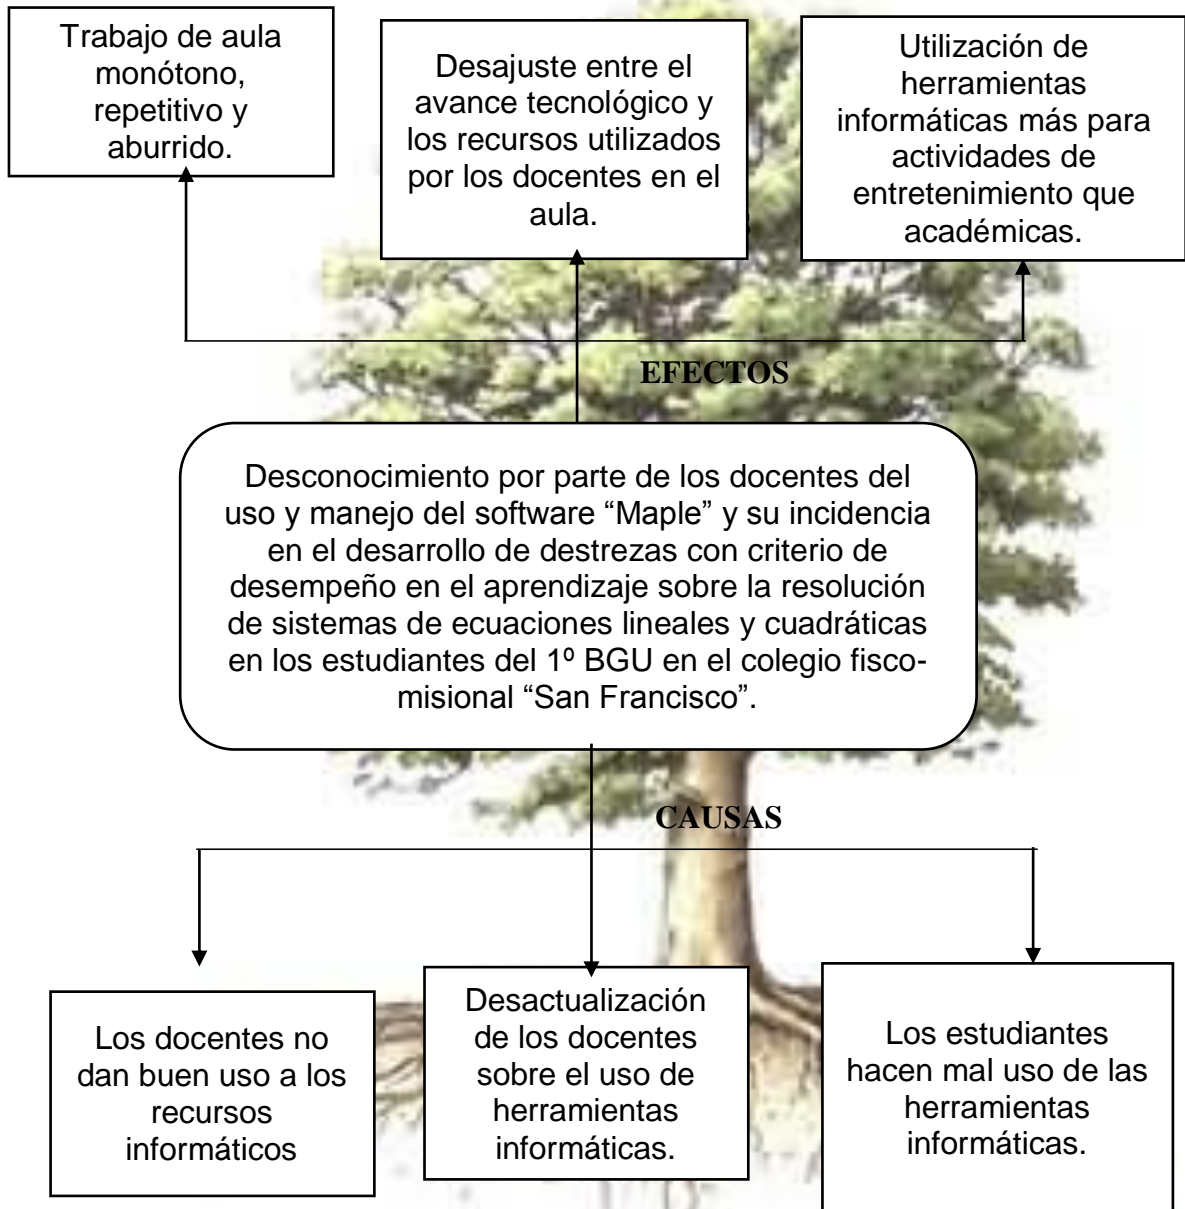 Trabajo de aula
monótono,
repetitivo y
aburrido.
Desajuste entre el
avance tecnológico y
los recursos utilizados
por los docentes en el
aula.
Utilización de
herramientas
informáticas más para
actividades de
entretenimiento que
académicas.
EFECTOS
Desconocimiento por parte de los docentes del
uso y manejo del software “Maple” y su incidencia
en el desarrollo de destrezas con criterio de
desempeño en el aprendizaje sobre la resolución
de sistemas de ecuaciones lineales y cuadráticas
en los estudiantes del 1º BGU en el colegio fisco-
misional “San Francisco”.
CAUSAS
Los docentes no
dan buen uso a los
recursos
informáticos
Desactualización
de los docentes
sobre el uso de
herramientas
informáticas.
Los estudiantes
hacen mal uso de las
herramientas
informáticas.